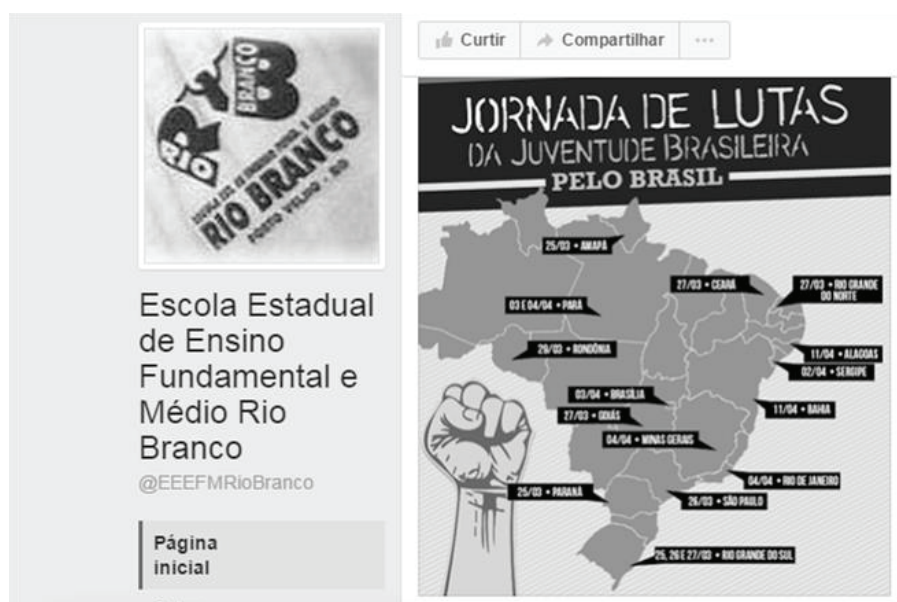 RIO
BRANCO
RIO BRANCO
PORTO VELHO - RO
Escola Estadual
de Ensino
Fundamental e
Médio Rio
Branco
@EEEFMRioBranco
Página
inicial
Curtir
Compartilhar
JORNADA DE LUTAS
DA JUVENTUDE BRASILEIRA
PELO BRASIL
25/03 • AMAPÁ
27/03 • CEARÁ
27/03 • RIO GRANDE
DO NORTE
03 E 04/04 • PARÁ
26/03 • RONDÔNIA
11/04 • ALAGOAS
02/04 • SERGIPE
03/04 • BRASÍLIA
27/03 • GOIÁS
11/04 • BAHIA
04/04 • MINAS GERAIS
04/04 • RIO DE JANEIRO
25/03 • PARANÁ
26/03 • SÃO PAULO
25, 26 E 27/03 • RIO GRANDE DO SUL